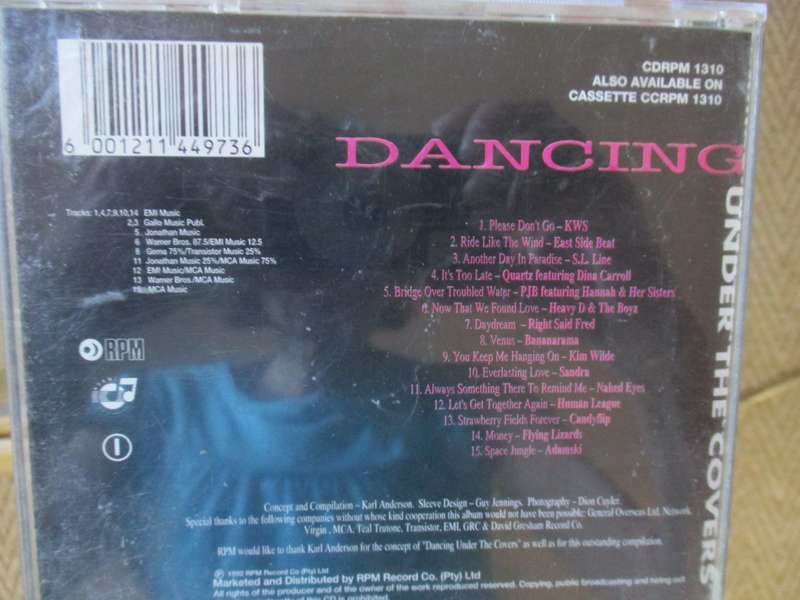 CDRPM 1310
ALSO AVAILABLE ON
CASSETTE CCRPM 1310
6 001211 449736
DANCING
UNDER THE COVERS
Tracks: 1,4,7,9,10,14 EMI Music
2,3 Gallo Music Publ.
5 Jonathan Music
6 Warner Bros. 87.5/EMI Music 12.5
8 Gema 75%/Transistor Music 25%
11 Jonathan Music 25%/MCA Music 75%
12 EMI Music/MCA Music
13 Warner Bros./MCA Music
15 MCA Music
1. Please Don't Go – KWS
2. Ride Like The Wind – East Side Beat
3. Another Day In Paradise – S.L. Line
4. It's Too Late – Quartz featuring Dina Carroll
5. Bridge Over Troubled Water – PJB featuring Hannah & Her Sisters
6. Now That We Found Love – Heavy D & The Boyz
7. Daydream – Right Said Fred
8. Venus – Bananarama
9. You Keep Me Hanging On – Kim Wilde
10. Everlasting Love – Sandra
11. Always Something There To Remind Me – Naked Eyes
12. Let's Get Together Again – Human League
13. Strawberry Fields Forever – Candyflip
14. Money – Flying Lizards
15. Space Jungle – Adamski
RPM
Concept and Compilation – Karl Anderson. Sleeve Design – Guy Jennings. Photography – Dion Cuyler.
Special thanks to the following companies without whose kind cooperation this album would not have been possible: General Overseas Ltd. Network
Virgin, MCA, Teal Trutone, Transistor, EMI, GRC & David Gresham Record Co.
RPM would like to thank Karl Anderson for the concept of "Dancing Under The Covers" as well as for this outstanding compilation.
℗ 1992 RPM Record Co (Pty) Ltd
Marketed and Distributed by RPM Record Co. (Pty) Ltd
All rights of the producer and of the owner of the work reproduced reserved. Copying, public broadcasting and hiring out
of this CD is prohibited.